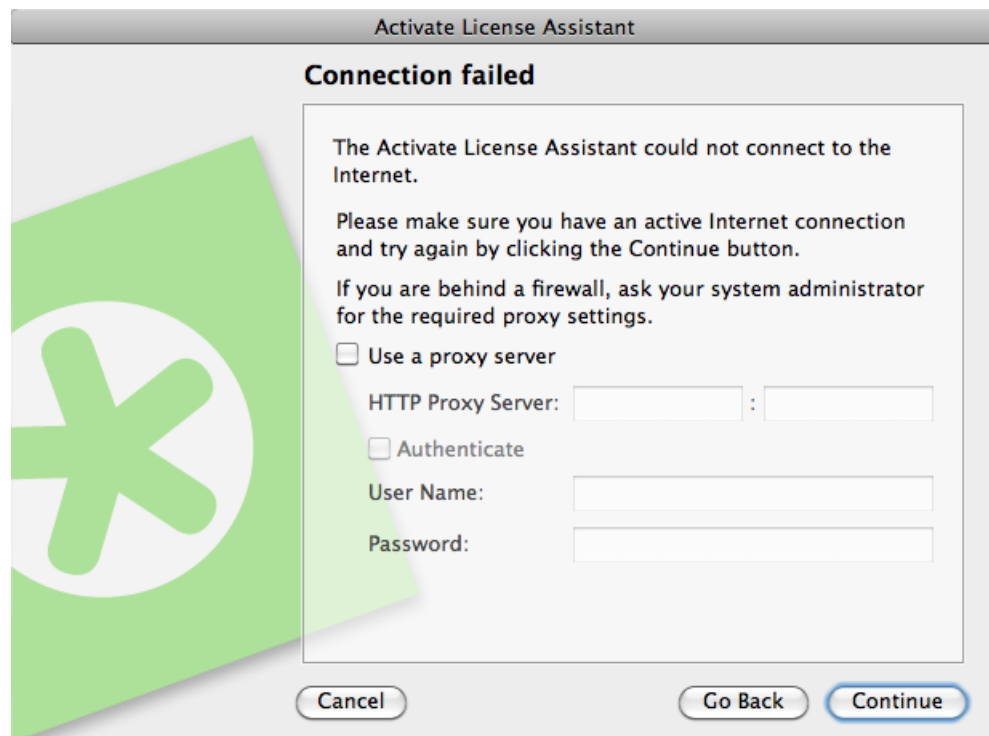 Activate License Assistant
Connection failed
The Activate License Assistant could not connect to the
Internet.
Please make sure you have an active Internet connection
and try again by clicking the Continue button.
If you are behind a firewall, ask your system administrator
for the required proxy settings.
Use a proxy server
HTTP Proxy Server: :
Authenticate
User Name:
Password:
Cancel Go Back Continue